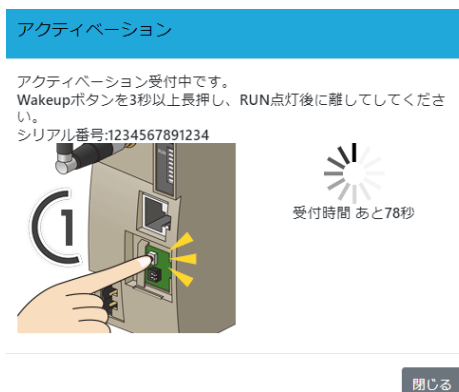 アクティベーション
アクティベーション受付中です。
Wakeupボタンを3秒以上長押し、RUN点灯後に離してしてくださ
い。
シリアル番号:1234567891234
1
受付時間 あと78秒
閉じる